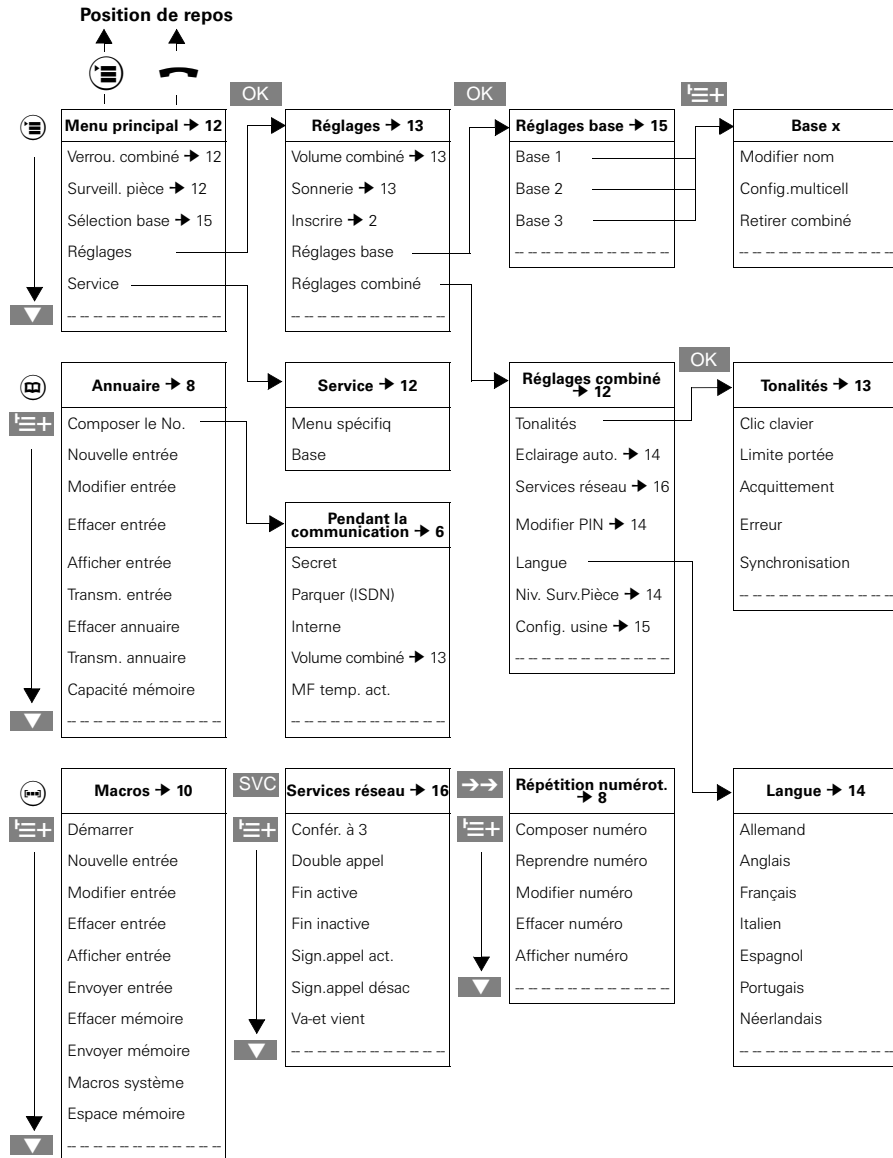 Position de repos
OK
OK
Menu principal ➔ 12
Verrou. combiné ➔ 12
Surveill. pièce ➔ 12
Sélection base ➔ 15
Réglages
Service
Réglages ➔ 13
Volume combiné ➔ 13
Sonnerie ➔ 13
Inscrire ➔ 2
Réglages base
Réglages combiné
Réglages base ➔ 15
Base 1
Base 2
Base 3
Base x
Modifier nom
Config.multicell
Retirer combiné
Annuaire ➔ 8
Composer le No.
Nouvelle entrée
Modifier entrée
Effacer entrée
Afficher entrée
Transm. entrée
Effacer annuaire
Transm. annuaire
Capacité mémoire
Service ➔ 12
Menu spécifiq
Base
Pendant la
communication ➔ 6
Secret
Parquer (ISDN)
Interne
Volume combiné ➔ 13
MF temp. act.
Réglages combiné
➔ 12
Tonalités
Eclairage auto. ➔ 14
Services réseau ➔ 16
Modifier PIN ➔ 14
Langue
Niv. Surv.Pièce ➔ 14
Config. usine ➔ 15
OK
Tonalités ➔ 13
Clic clavier
Limite portée
Acquittement
Erreur
Synchronisation
Macros ➔ 10
Démarrer
Nouvelle entrée
Modifier entrée
Effacer entrée
Afficher entrée
Envoyer entrée
Effacer mémoire
Envoyer mémoire
Macros système
Espace mémoire
SVC
Services réseau ➔ 16
Confér. à 3
Double appel
Fin active
Fin inactive
Sign.appel act.
Sign.appel désac
Va-et vient
Répétition numérot.
➔ 8
Composer numéro
Reprendre numéro
Modifier numéro
Effacer numéro
Afficher numéro
Langue ➔ 14
Allemand
Anglais
Français
Italien
Espagnol
Portugais
Néerlandais